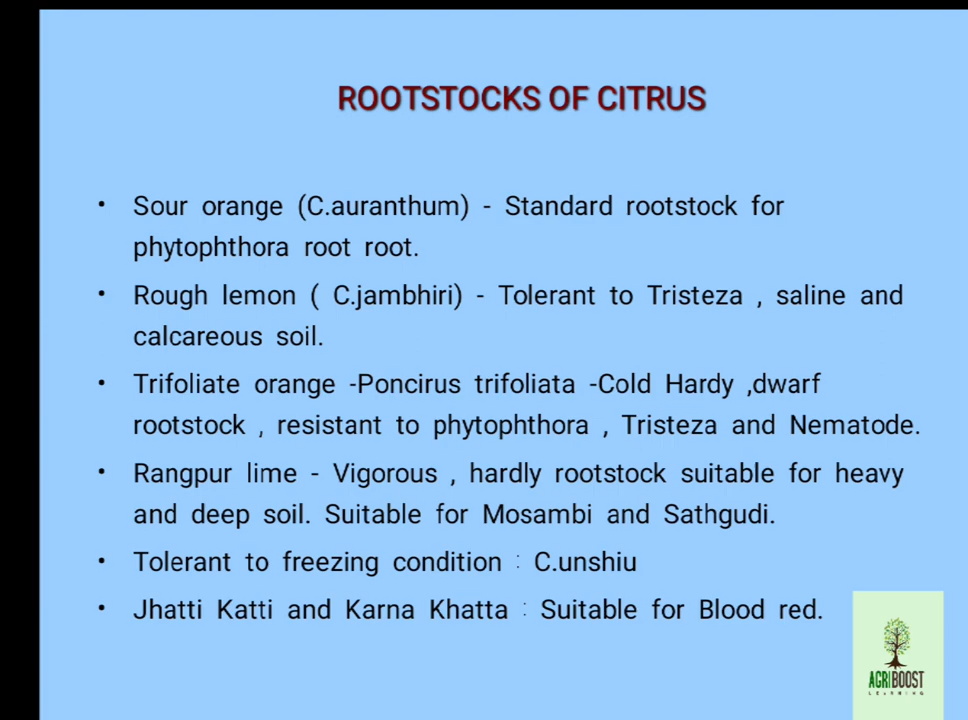 ROOTSTOCKS OF CITRUS
• Sour orange (C.auranthum) - Standard rootstock for
phytophthora root root.
• Rough lemon ( C.jambhiri) - Tolerant to Tristeza , saline and
calcareous soil.
• Trifoliate orange -Poncirus trifoliata -Cold Hardy ,dwarf
rootstock , resistant to phytophthora , Tristeza and Nematode.
• Rangpur lime - Vigorous , hardly rootstock suitable for heavy
and deep soil. Suitable for Mosambi and Sathgudi.
• Tolerant to freezing condition : C.unshiu
• Jhatti Katti and Karna Khatta : Suitable for Blood red.
AGRIBOOST
LEARNING